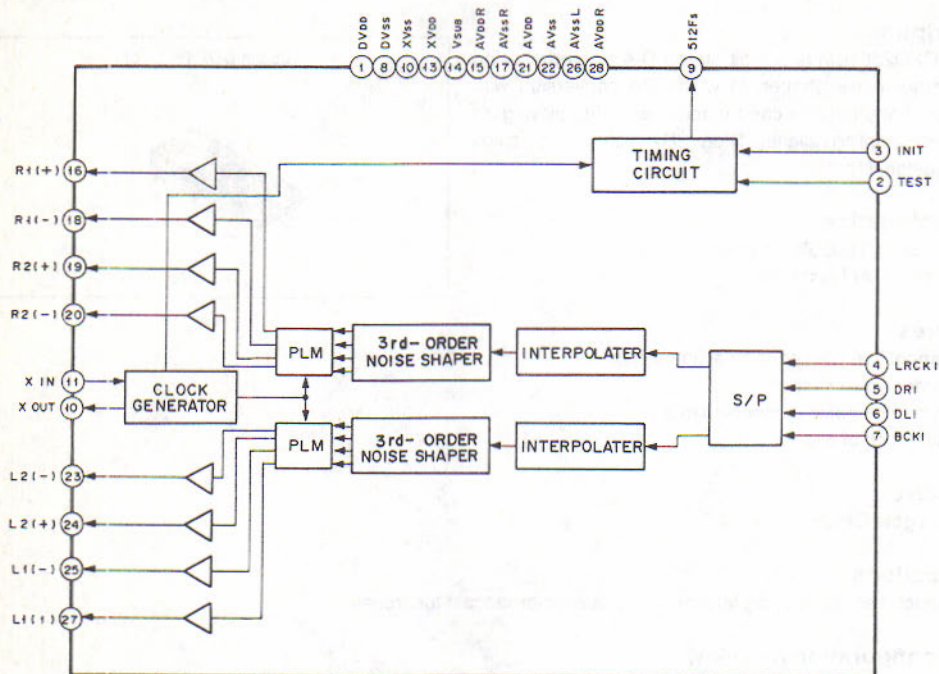 DVDD DVSS XVSS XVDD VSUB AVDDR AVSSR AVDD AVSS AVSSL AVDDR 512Fs
1 8 10 13 14 15 17 21 22 26 28 9
R1(+) 16
R1(-) 18
R2(+) 19
R2(-) 20
X IN 11
X OUT 10
L2(-) 23
L2(+) 24
L1(-) 25
L1(+) 27
TIMING
CIRCUIT
3 INIT
2 TEST
CLOCK
GENERATOR
PLM
3rd-ORDER
NOISE SHAPER
INTERPOLATER
S/P
PLM
3rd-ORDER
NOISE SHAPER
INTERPOLATER
4 LRCKI
5 DRI
6 DLI
7 BCKI